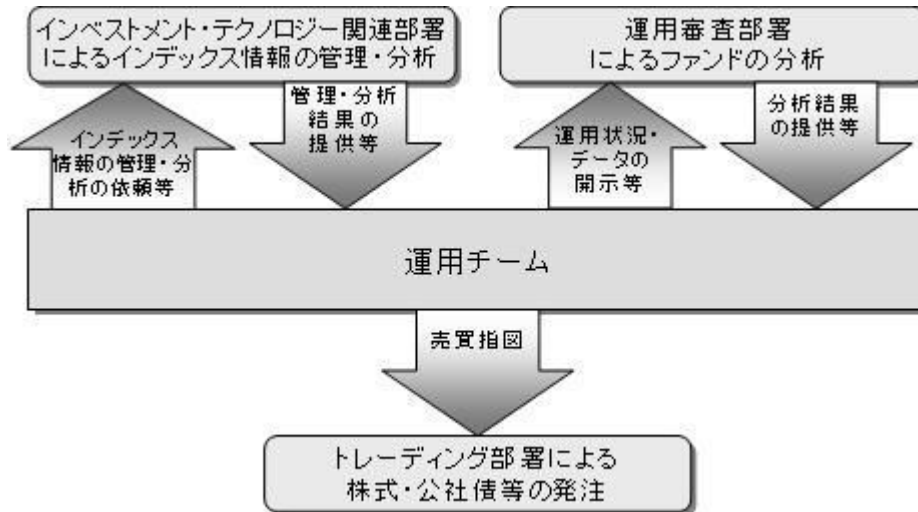 インベストメント・テクノロジー関連部署
によるインデックス情報の管理・分析
運用審査部署
によるファンドの分析
インデックス
情報の管理・分
析の依頼等
管理・分析
結果の
提供等
運用状況・
データの
開示等
分析結果
の提供等
運用チーム
売買指図
トレーディング部署による
株式・公社債等の発注